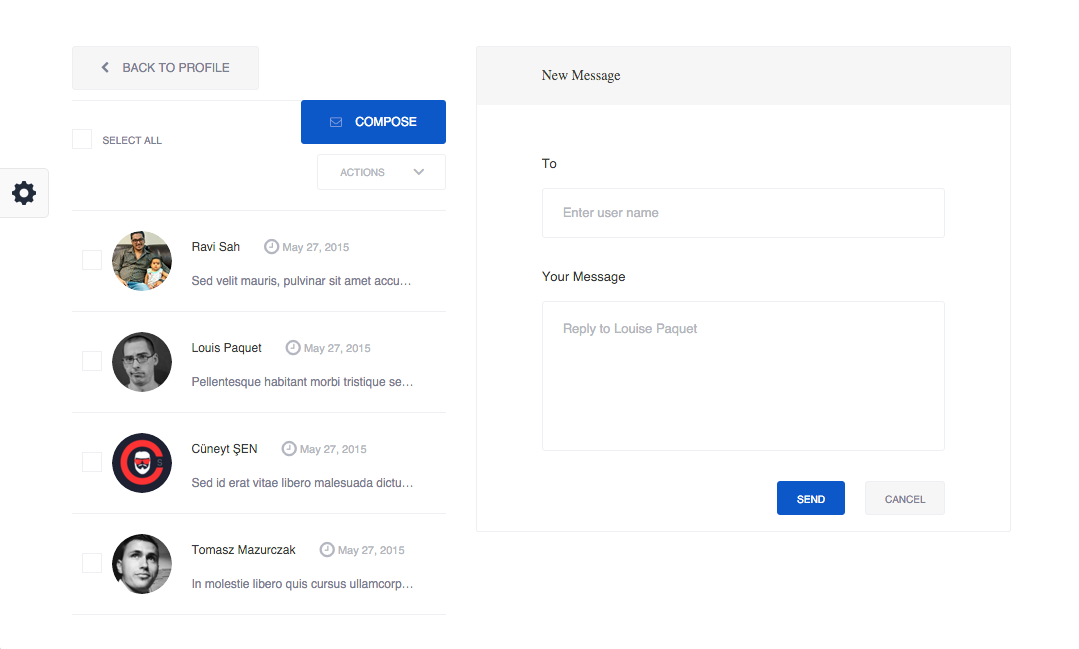 BACK TO PROFILE
COMPOSE
SELECT ALL
ACTIONS
Ravi Sah May 27, 2015
Sed velit mauris, pulvinar sit amet accu...
Louis Paquet May 27, 2015
Pellentesque habitant morbi tristique se...
Cüneyt ŞEN May 27, 2015
Sed id erat vitae libero malesuada dictu...
Tomasz Mazurczak May 27, 2015
In molestie libero quis cursus ullamcorp...
New Message
To
Enter user name
Your Message
Reply to Louise Paquet
SEND CANCEL